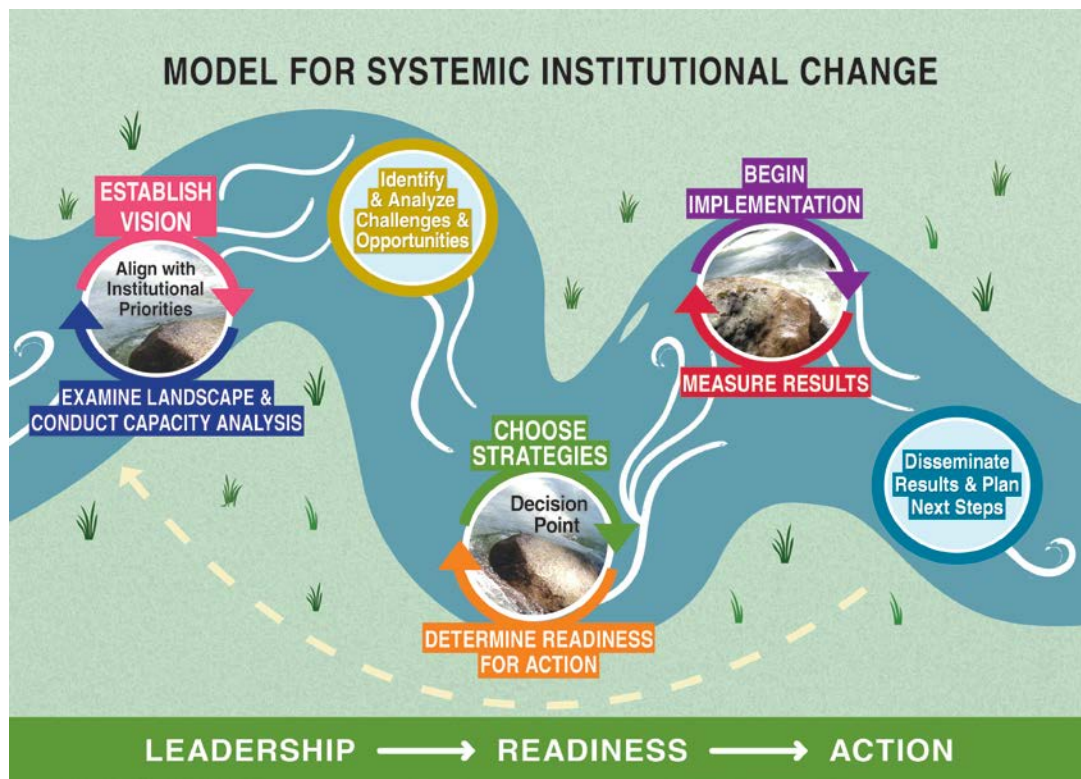 MODEL FOR SYSTEMIC INSTITUTIONAL CHANGE
ESTABLISH
VISION
Align with
Institutional
Priorities
EXAMINE LANDSCAPE &
CONDUCT CAPACITY ANALYSIS
Identify
& Analyze
Challenges &
Opportunities
CHOOSE
STRATEGIES
Decision
Point
DETERMINE READINESS
FOR ACTION
BEGIN
IMPLEMENTATION
MEASURE RESULTS
Disseminate
Results & Plan
Next Steps
LEADERSHIP → READINESS → ACTION